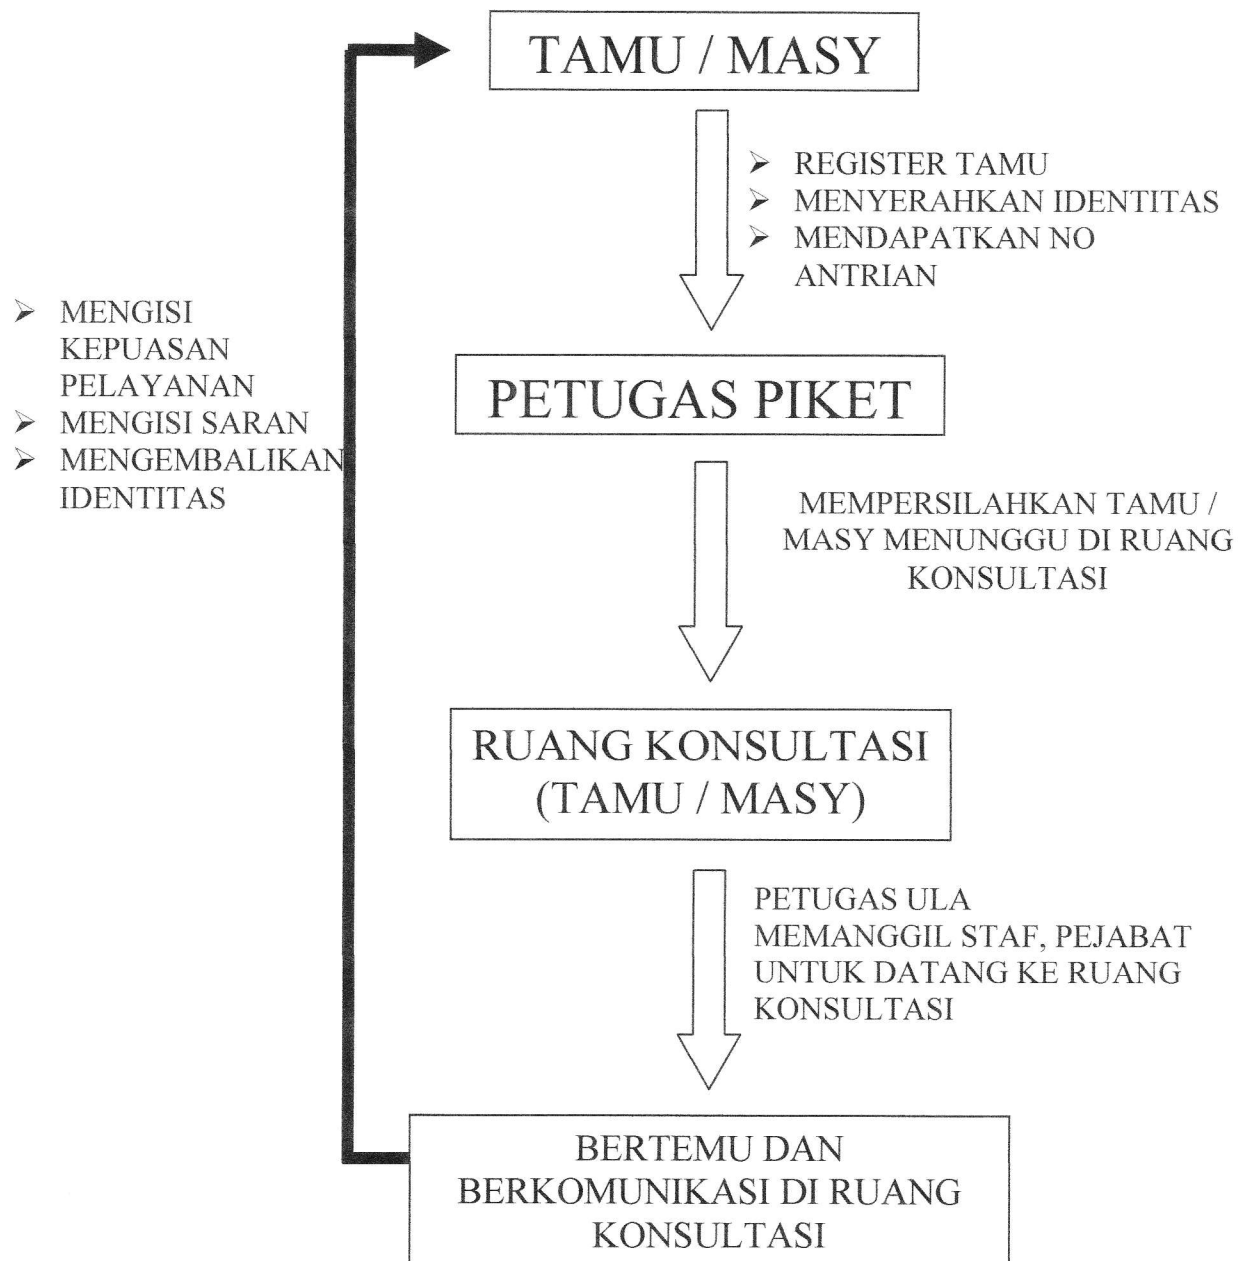 TAMU / MASY
➢ REGISTER TAMU
➢ MENYERAHKAN IDENTITAS
➢ MENDAPATKAN NO
ANTRIAN
➢ MENGISI
KEPUASAN
PELAYANAN
➢ MENGISI SARAN
➢ MENGEMBALIKAN
IDENTITAS
PETUGAS PIKET
MEMPERSILAHKAN TAMU /
MASY MENUNGGU DI RUANG
KONSULTASI
RUANG KONSULTASI
(TAMU / MASY)
PETUGAS ULA
MEMANGGIL STAF, PEJABAT
UNTUK DATANG KE RUANG
KONSULTASI
BERTEMU DAN
BERKOMUNIKASI DI RUANG
KONSULTASI